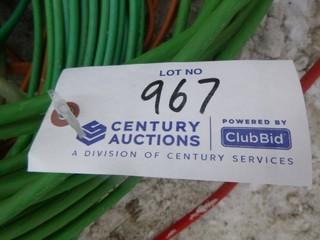 LOT NO
967
CENTURY AUCTIONS
POWERED BY
ClubBid
A DIVISION OF CENTURY SERVICES